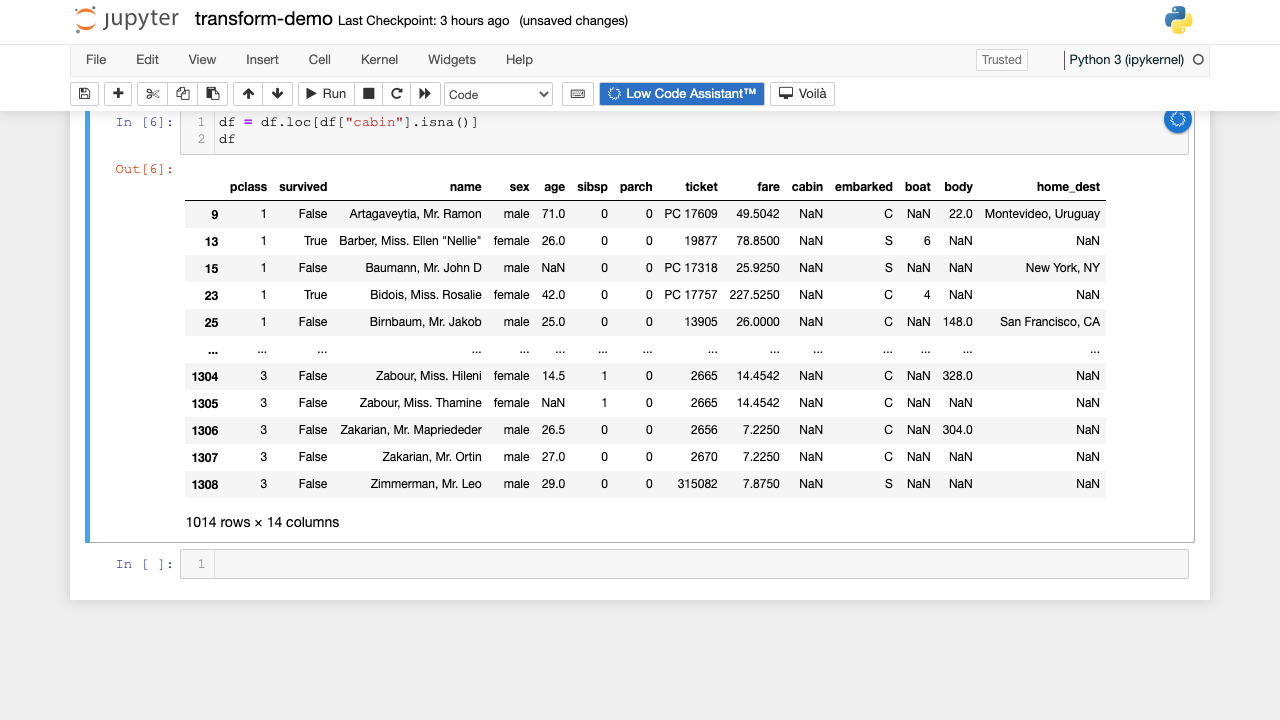 jupyter transform-demo Last Checkpoint: 3 hours ago (unsaved changes)
File Edit View Insert Cell Kernel Widgets Help Trusted Python 3 (ipykernel)
Run Code Low Code Assistant™ Voilà
In [6]: 1 df = df.loc[df["cabin"].isna()]
2 df
Out[6]:
pclass survived name sex age sibsp parch ticket fare cabin embarked boat body home_dest
9 1 False Artagaveytia, Mr. Ramon male 71.0 0 0 PC 17609 49.5042 NaN C NaN 22.0 Montevideo, Uruguay
13 1 True Barber, Miss. Ellen "Nellie" female 26.0 0 0 19877 78.8500 NaN S 6 NaN NaN
15 1 False Baumann, Mr. John D male NaN 0 0 PC 17318 25.9250 NaN S NaN NaN New York, NY
23 1 True Bidois, Miss. Rosalie female 42.0 0 0 PC 17757 227.5250 NaN C 4 NaN NaN
25 1 False Birnbaum, Mr. Jakob male 25.0 0 0 13905 26.0000 NaN C NaN 148.0 San Francisco, CA
... ... ... ... ... ... ... ... ... ... ... ... ... ... ...
1304 3 False Zabour, Miss. Hileni female 14.5 1 0 2665 14.4542 NaN C NaN 328.0 NaN
1305 3 False Zabour, Miss. Thamine female NaN 1 0 2665 14.4542 NaN C NaN NaN NaN
1306 3 False Zakarian, Mr. Mapriededer male 26.5 0 0 2656 7.2250 NaN C NaN 304.0 NaN
1307 3 False Zakarian, Mr. Ortin male 27.0 0 0 2670 7.2250 NaN C NaN NaN NaN
1308 3 False Zimmerman, Mr. Leo male 29.0 0 0 315082 7.8750 NaN S NaN NaN NaN
1014 rows × 14 columns
In [ ]: 1